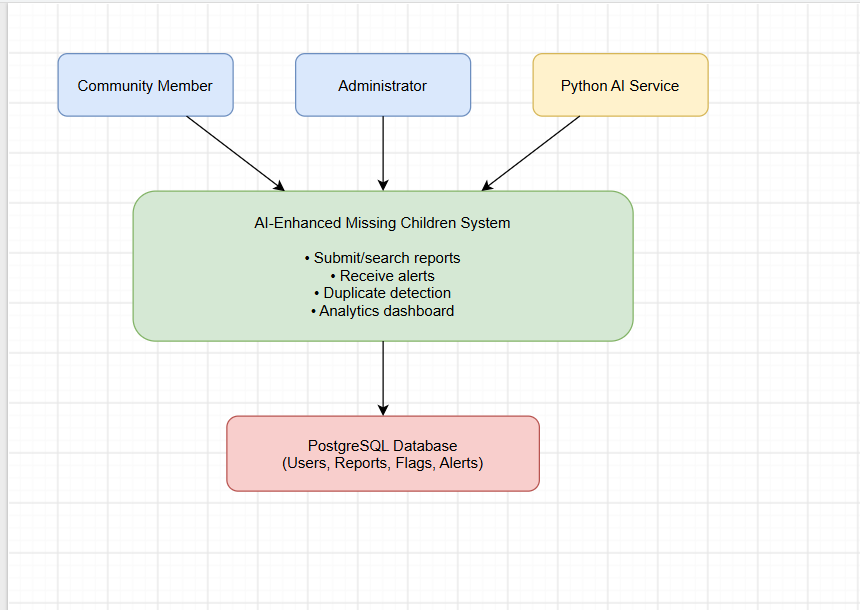 Community Member
Administrator
Python AI Service
AI-Enhanced Missing Children System
• Submit/search reports
• Receive alerts
• Duplicate detection
• Analytics dashboard
PostgreSQL Database
(Users, Reports, Flags, Alerts)